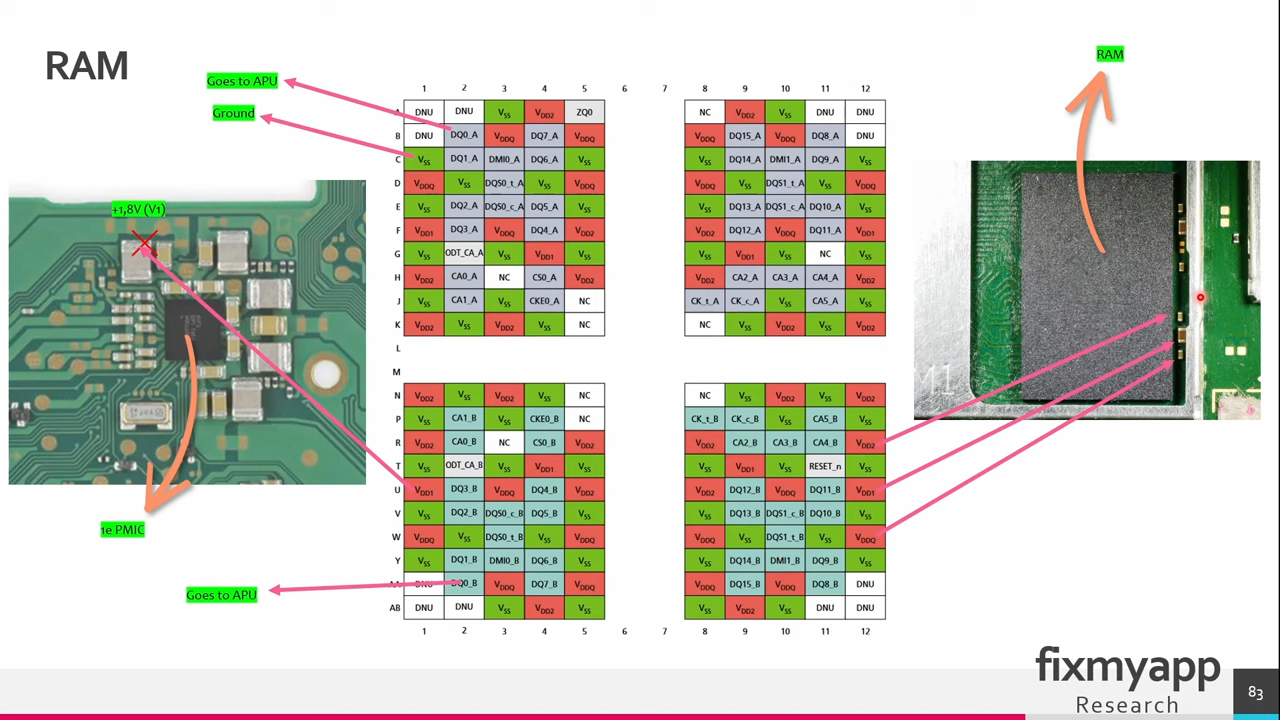 RAM
RAM
Goes to APU
Ground
+1,8V (V1)
1e PMIC
Goes to APU
1 2 3 4 5 6 7 8 9 10 11 12
A DNU DNU VSS VDD2 ZQ0 NC VDD2 VSS DNU DNU
B DNU DQ0_A VDDQ DQ7_A VDDQ VDDQ DQ15_A VDDQ DQ8_A DNU
C VSS DQ1_A DMI0_A DQ6_A VSS VSS DQ14_A DMI1_A DQ9_A VSS
D VDDQ VSS DQS0_t_A VSS VDDQ VDDQ VSS DQS1_t_A VSS VDDQ
E VSS DQ2_A DQS0_c_A DQ5_A VSS VSS DQ13_A DQS1_c_A DQ10_A VSS
F VDD1 DQ3_A VDDQ DQ4_A VDD2 VDD2 DQ12_A VDDQ DQ11_A VDD1
G VSS ODT_CA_A VSS VDD1 VSS VSS VDD1 VSS NC VSS
H VDD2 CA0_A NC CS0_A VDD2 VDD2 CA2_A CA3_A CA4_A VDD2
J VSS CA1_A VSS CKE0_A NC CK_t_A CK_c_A VSS CA5_A VSS
K VDD2 VSS VDD2 VSS NC NC VSS VDD2 VSS VDD2
L
M
N VDD2 VSS VDD2 VSS NC NC VSS VDD2 VSS VDD2
P VSS CA1_B VSS CKE0_B NC CK_t_B CK_c_B VSS CA5_B VSS
R VDD2 CA0_B NC CS0_B VDD2 VDD2 CA2_B CA3_B CA4_B VDD2
T VSS ODT_CA_B VSS VDD1 VSS VSS VDD1 VSS RESET_n VSS
U VDD1 DQ3_B VDDQ DQ4_B VDD2 VDD2 DQ12_B VDDQ DQ11_B VDD1
V VSS DQ2_B DQS0_c_B DQ5_B VSS VSS DQ13_B DQS1_c_B DQ10_B VSS
W VDDQ VSS DQS0_t_B VSS VDDQ VDDQ VSS DQS1_t_B VSS VDDQ
Y VSS DQ1_B DMI0_B DQ6_B VSS VSS DQ14_B DMI1_B DQ9_B VSS
AA DNU DQ0_B VDDQ DQ7_B VDDQ VDDQ DQ15_B VDDQ DQ8_B DNU
AB DNU DNU VSS VDD2 VSS VSS VDD2 VSS DNU DNU
1 2 3 4 5 6 7 8 9 10 11 12
fixmyapp
Research
83